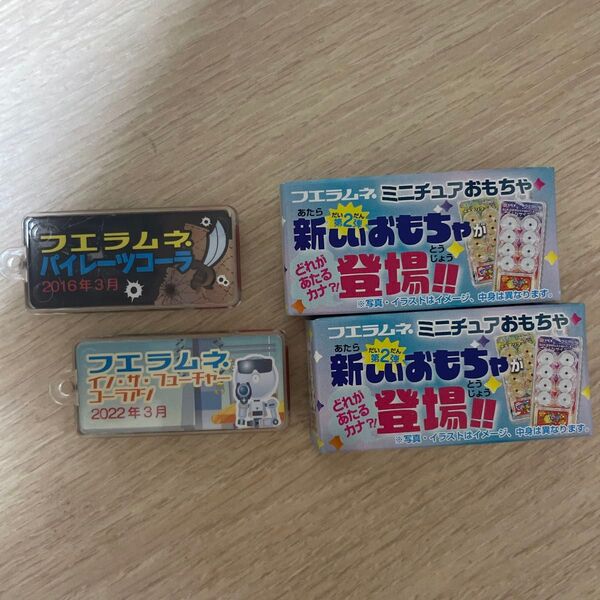 フエラムネ
パイレーツコーラ
2016年3月
フエラムネ
イン・ザ・フューチャー
コーラアン
2022年3月
フエラムネ ミニチュアおもちゃ
あたら
だい だん
第2弾
新しいおもちゃが
どれが
あたる
カナ?!
とうじょう
登場!!
※写真・イラストはイメージ、中身は異なります。
フエラムネ ミニチュアおもちゃ
あたら
だい だん
第2弾
新しいおもちゃが
どれが
あたる
カナ?!
とうじょう
登場!!
※写真・イラストはイメージ、中身は異なります。